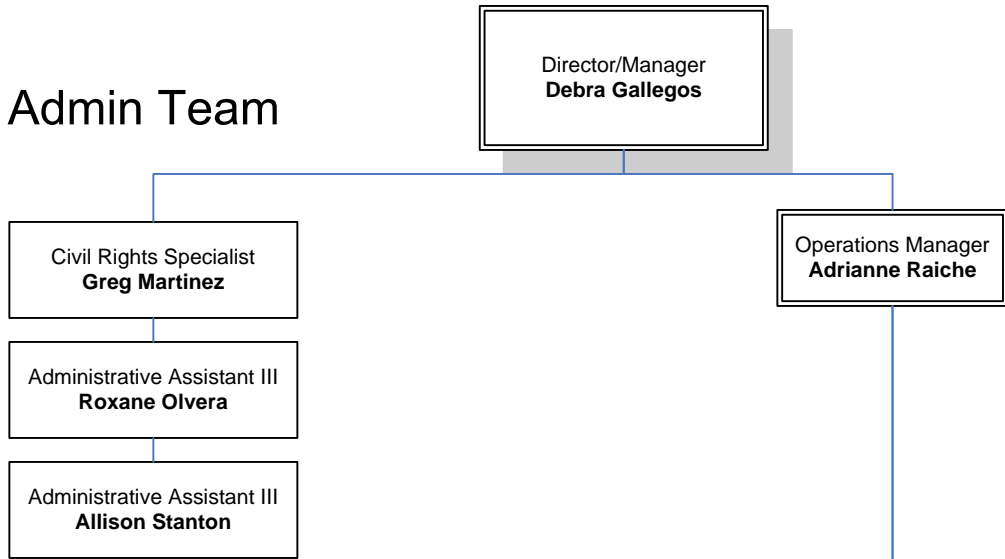 Director/Manager
Debra Gallegos
Admin Team
Civil Rights Specialist
Greg Martinez
Operations Manager
Adrianne Raiche
Administrative Assistant III
Roxane Olvera
Administrative Assistant III
Allison Stanton